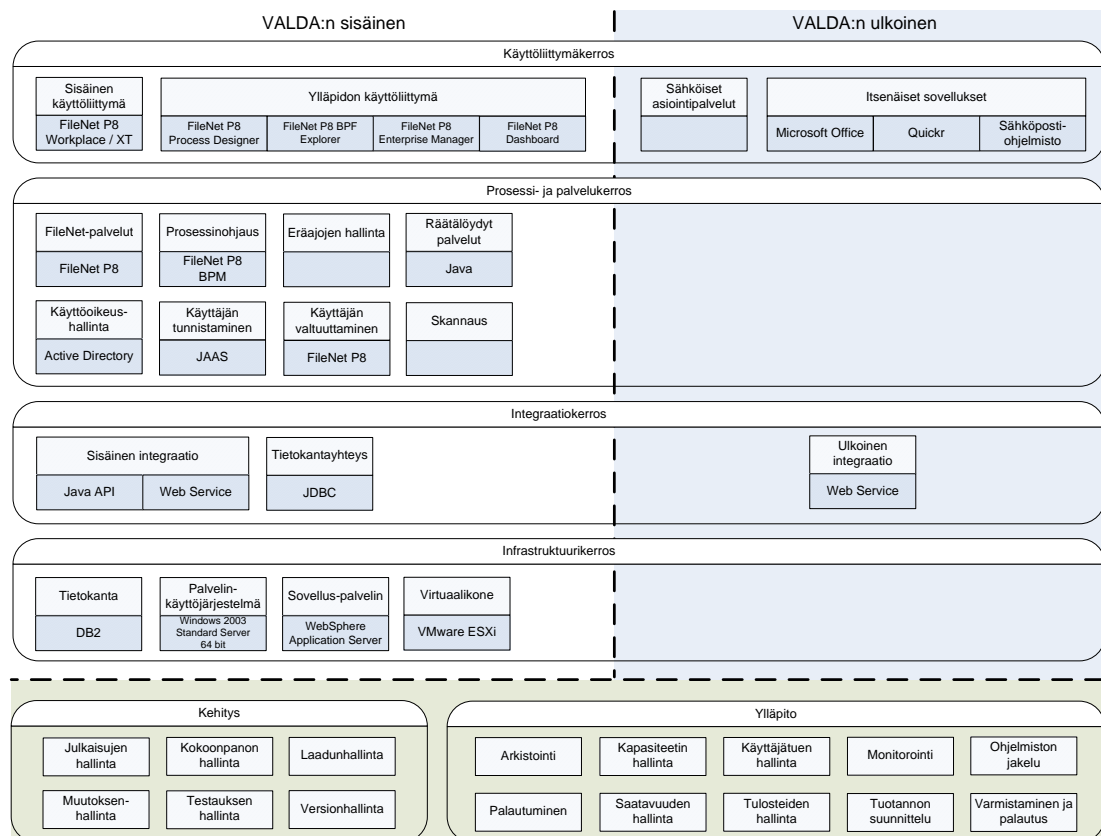 VALDA:n sisäinen
VALDA:n ulkoinen
Käyttöliittymäkerros
Sisäinen
käyttöliittymä
FileNet P8
Workplace / XT
Ylläpidon käyttöliittymä
FileNet P8
Process Designer
FileNet P8 BPF
Explorer
FileNet P8
Enterprise Manager
FileNet P8
Dashboard
Sähköiset
asiointipalvelut
Itsenäiset sovellukset
Microsoft Office
Quickr
Sähköposti-
ohjelmisto
Prosessi- ja palvelukerros
FileNet-palvelut
FileNet P8
Prosessinohjaus
FileNet P8
BPM
Eräajojen hallinta
Räätälöydyt
palvelut
Java
Käyttöoikeus-
hallinta
Active Directory
Käyttäjän
tunnistaminen
JAAS
Käyttäjän
valtuuttaminen
FileNet P8
Skannaus
Integraatiokerros
Sisäinen integraatio
Java API
Web Service
Tietokantayhteys
JDBC
Ulkoinen
integraatio
Web Service
Infrastruktuurikerros
Tietokanta
DB2
Palvelin-
käyttöjärjestelmä
Windows 2003
Standard Server
64 bit
Sovellus-palvelin
WebSphere
Application Server
Virtuaalikone
VMware ESXi
Kehitys
Julkaisujen
hallinta
Kokoonpanon
hallinta
Laadunhallinta
Muutoksen-
hallinta
Testauksen
hallinta
Versionhallinta
Ylläpito
Arkistointi
Kapasiteetin
hallinta
Käyttäjätuen
hallinta
Monitorointi
Ohjelmiston
jakelu
Palautuminen
Saatavuuden
hallinta
Tulosteiden
hallinta
Tuotannon
suunnittelu
Varmistaminen ja
palautus